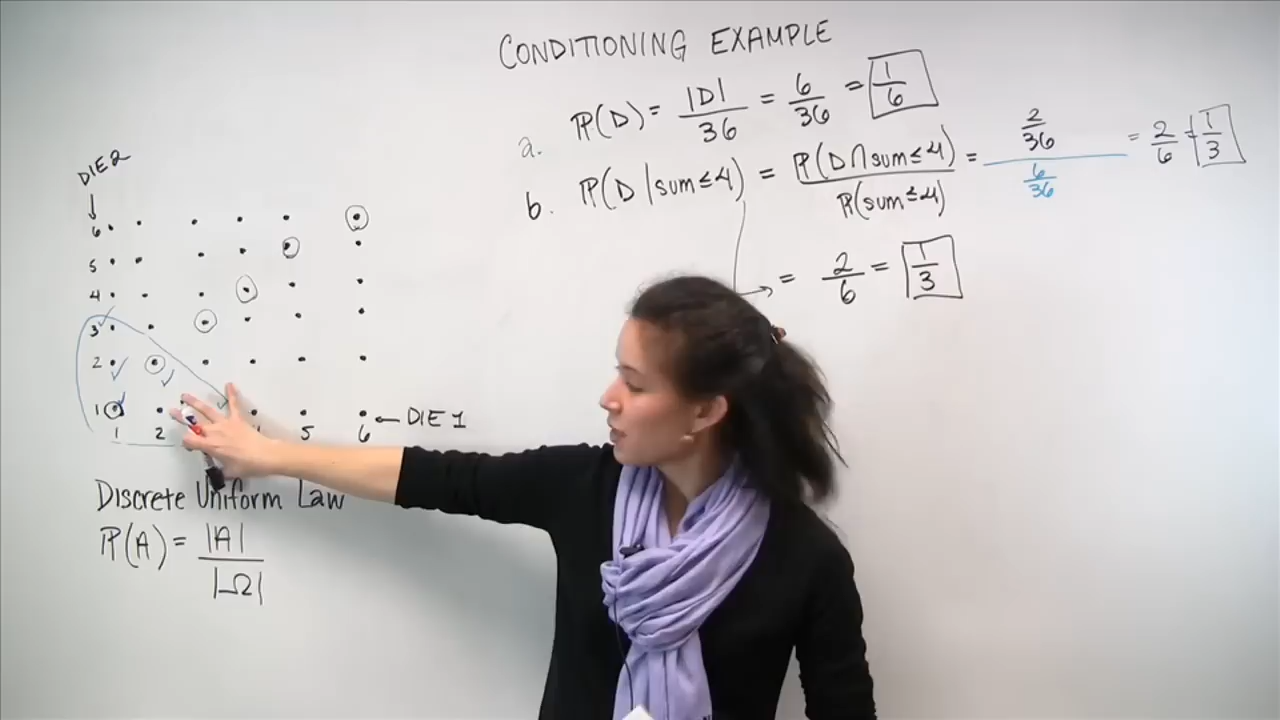 CONDITIONING EXAMPLE
a. ℙ(D) = |D| / 36 = 6/36 = 1/6
b. ℙ(D | sum ≤ 4) = ℙ(D ∩ sum ≤ 4) / ℙ(sum ≤ 4) = 2/36 / 6/36 = 2/6 = 1/3
= 2/6 = 1/3
DIE 2
6
5
4
3
2
1
1 2 4 5 6 ← DIE 1
Discrete Uniform Law
ℙ(A) = |A| / |Ω|